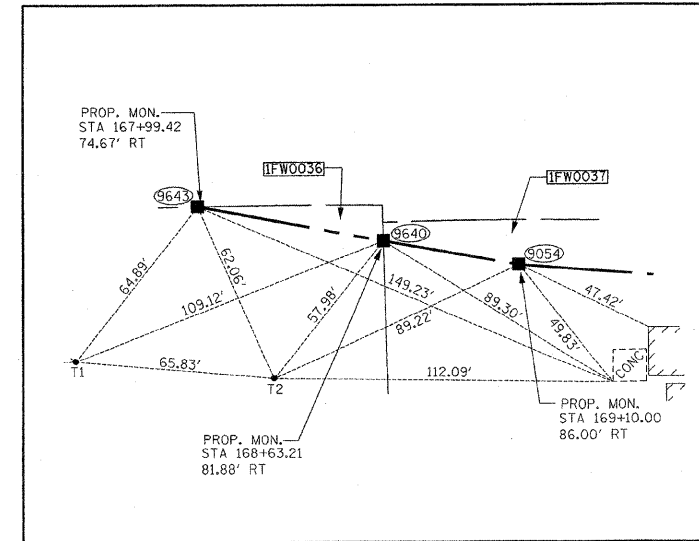 PROP. MON.
STA 167+99.42
74.67' RT
1FW0036
1FW0037
9643
9640
9054
64.89'
62.06'
109.12'
57.98'
149.23'
89.22'
89.30'
49.83'
47.42'
65.83'
112.09'
T1
T2
CONC
PROP. MON.
STA 168+63.21
81.88' RT
PROP. MON.
STA 169+10.00
86.00' RT